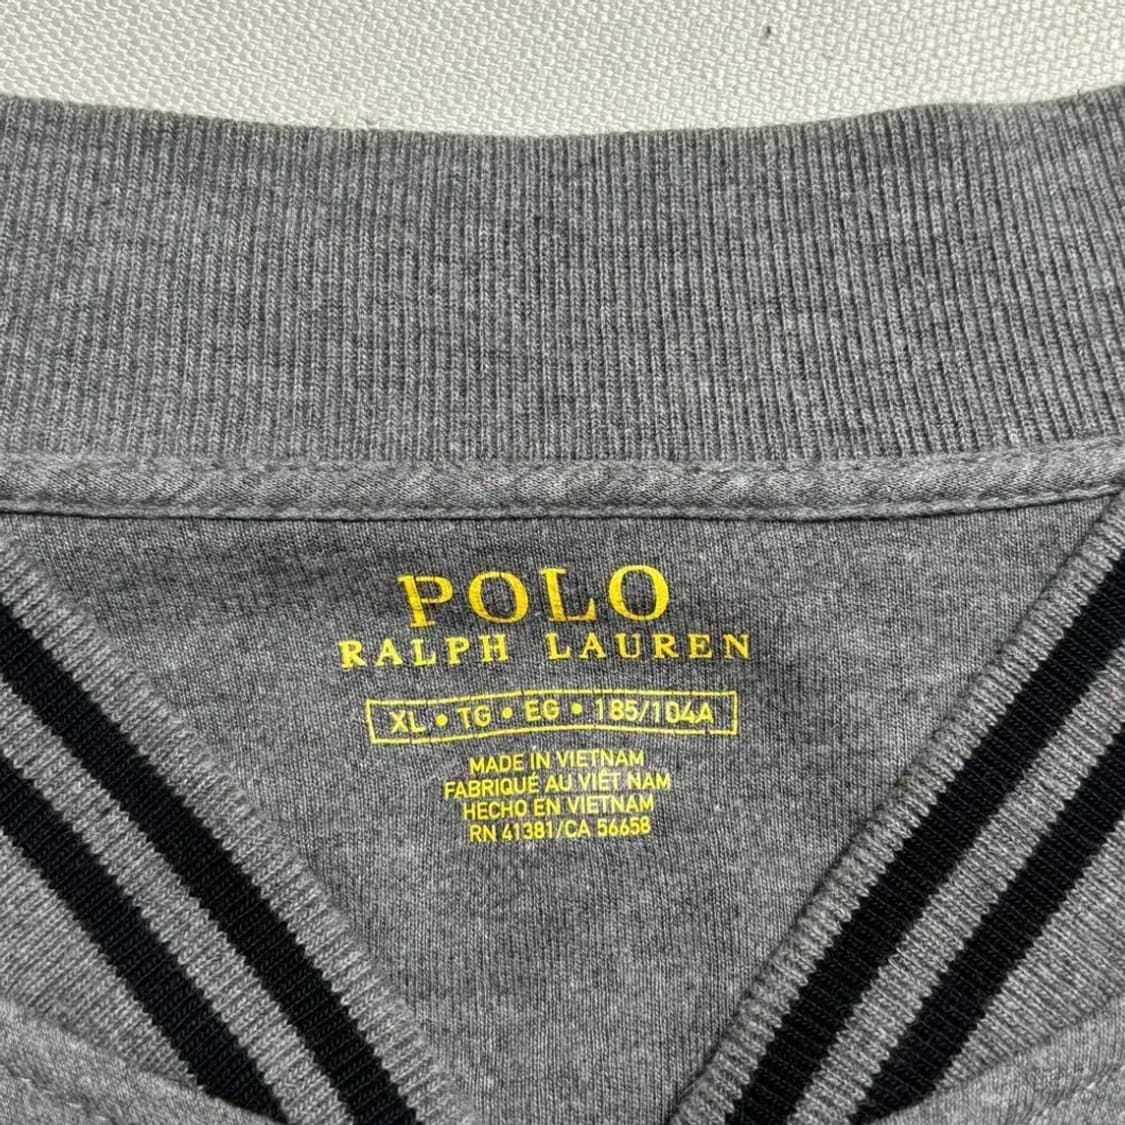 POLO
RALPH LAUREN
XL • TG • EG • 185/104A
MADE IN VIETNAM
FABRIQUÉ AU VIÊT NAM
HECHO EN VIETNAM
RN 41381/CA 56658